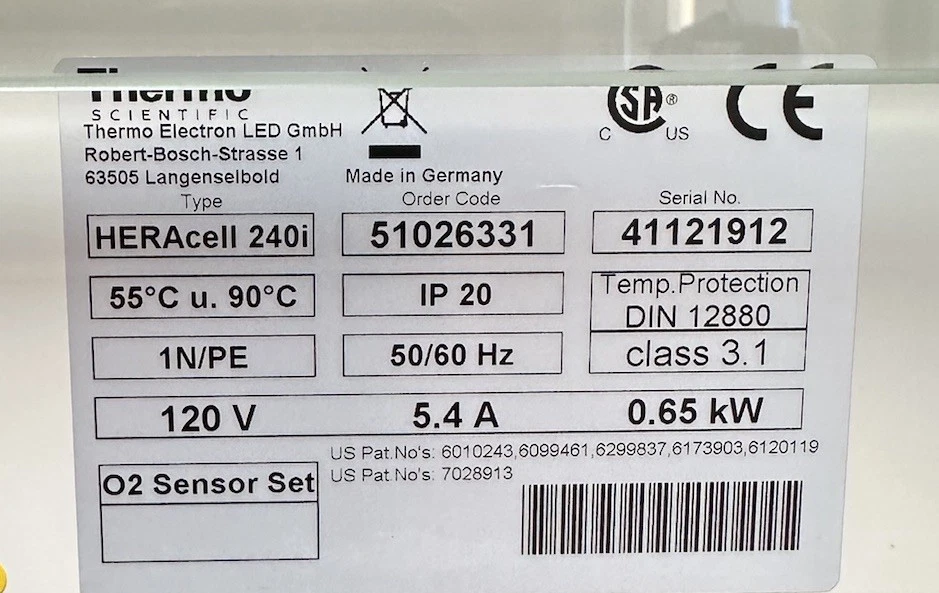 Thermo
SCIENTIFIC
Thermo Electron LED GmbH
Robert-Bosch-Strasse 1
63505 Langenselbold
Made in Germany
C SA ® US
CE
Type
Order Code
Serial No.
HERAcell 240i
51026331
41121912
55°C u. 90°C
IP 20
Temp.Protection
DIN 12880
1N/PE
50/60 Hz
class 3.1
120 V 5.4 A 0.65 kW
US Pat.No's: 6010243,6099461,6299837,6173903,6120119
US Pat.No's: 7028913
O2 Sensor Set